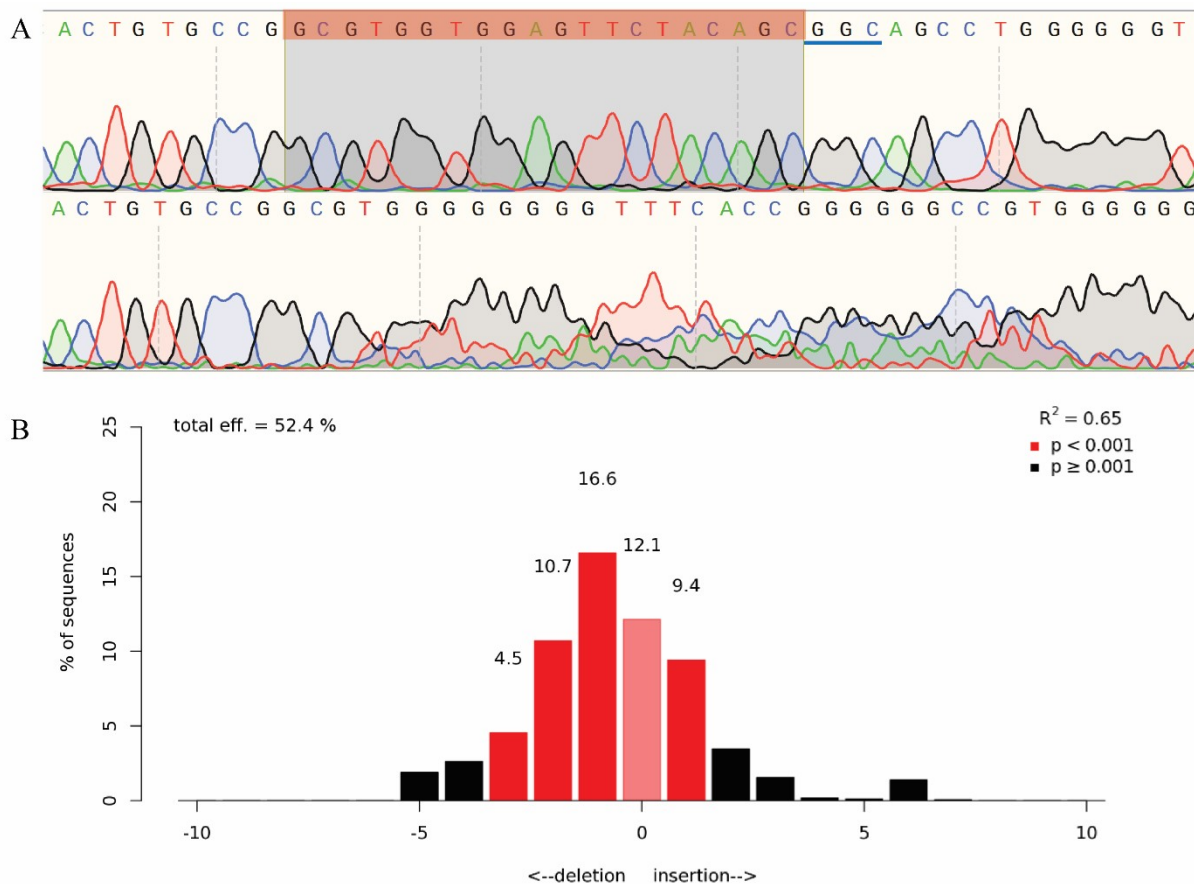 A
A C T G T G C C G G C G T G G T G G A G T T C T A C A G C G G C A G C C T G G G G G G T
A C T G T G C C G G C G T G G G G G G G G T T T C A C C G G G G G G C C G T G G G G G G
B
total eff. = 52.4 %
R² = 0.65
p < 0.001
p ≥ 0.001
% of sequences
25
20
15
10
5
0
4.5
10.7
16.6
12.1
9.4
-10 -5 0 5 10
<--deletion insertion-->